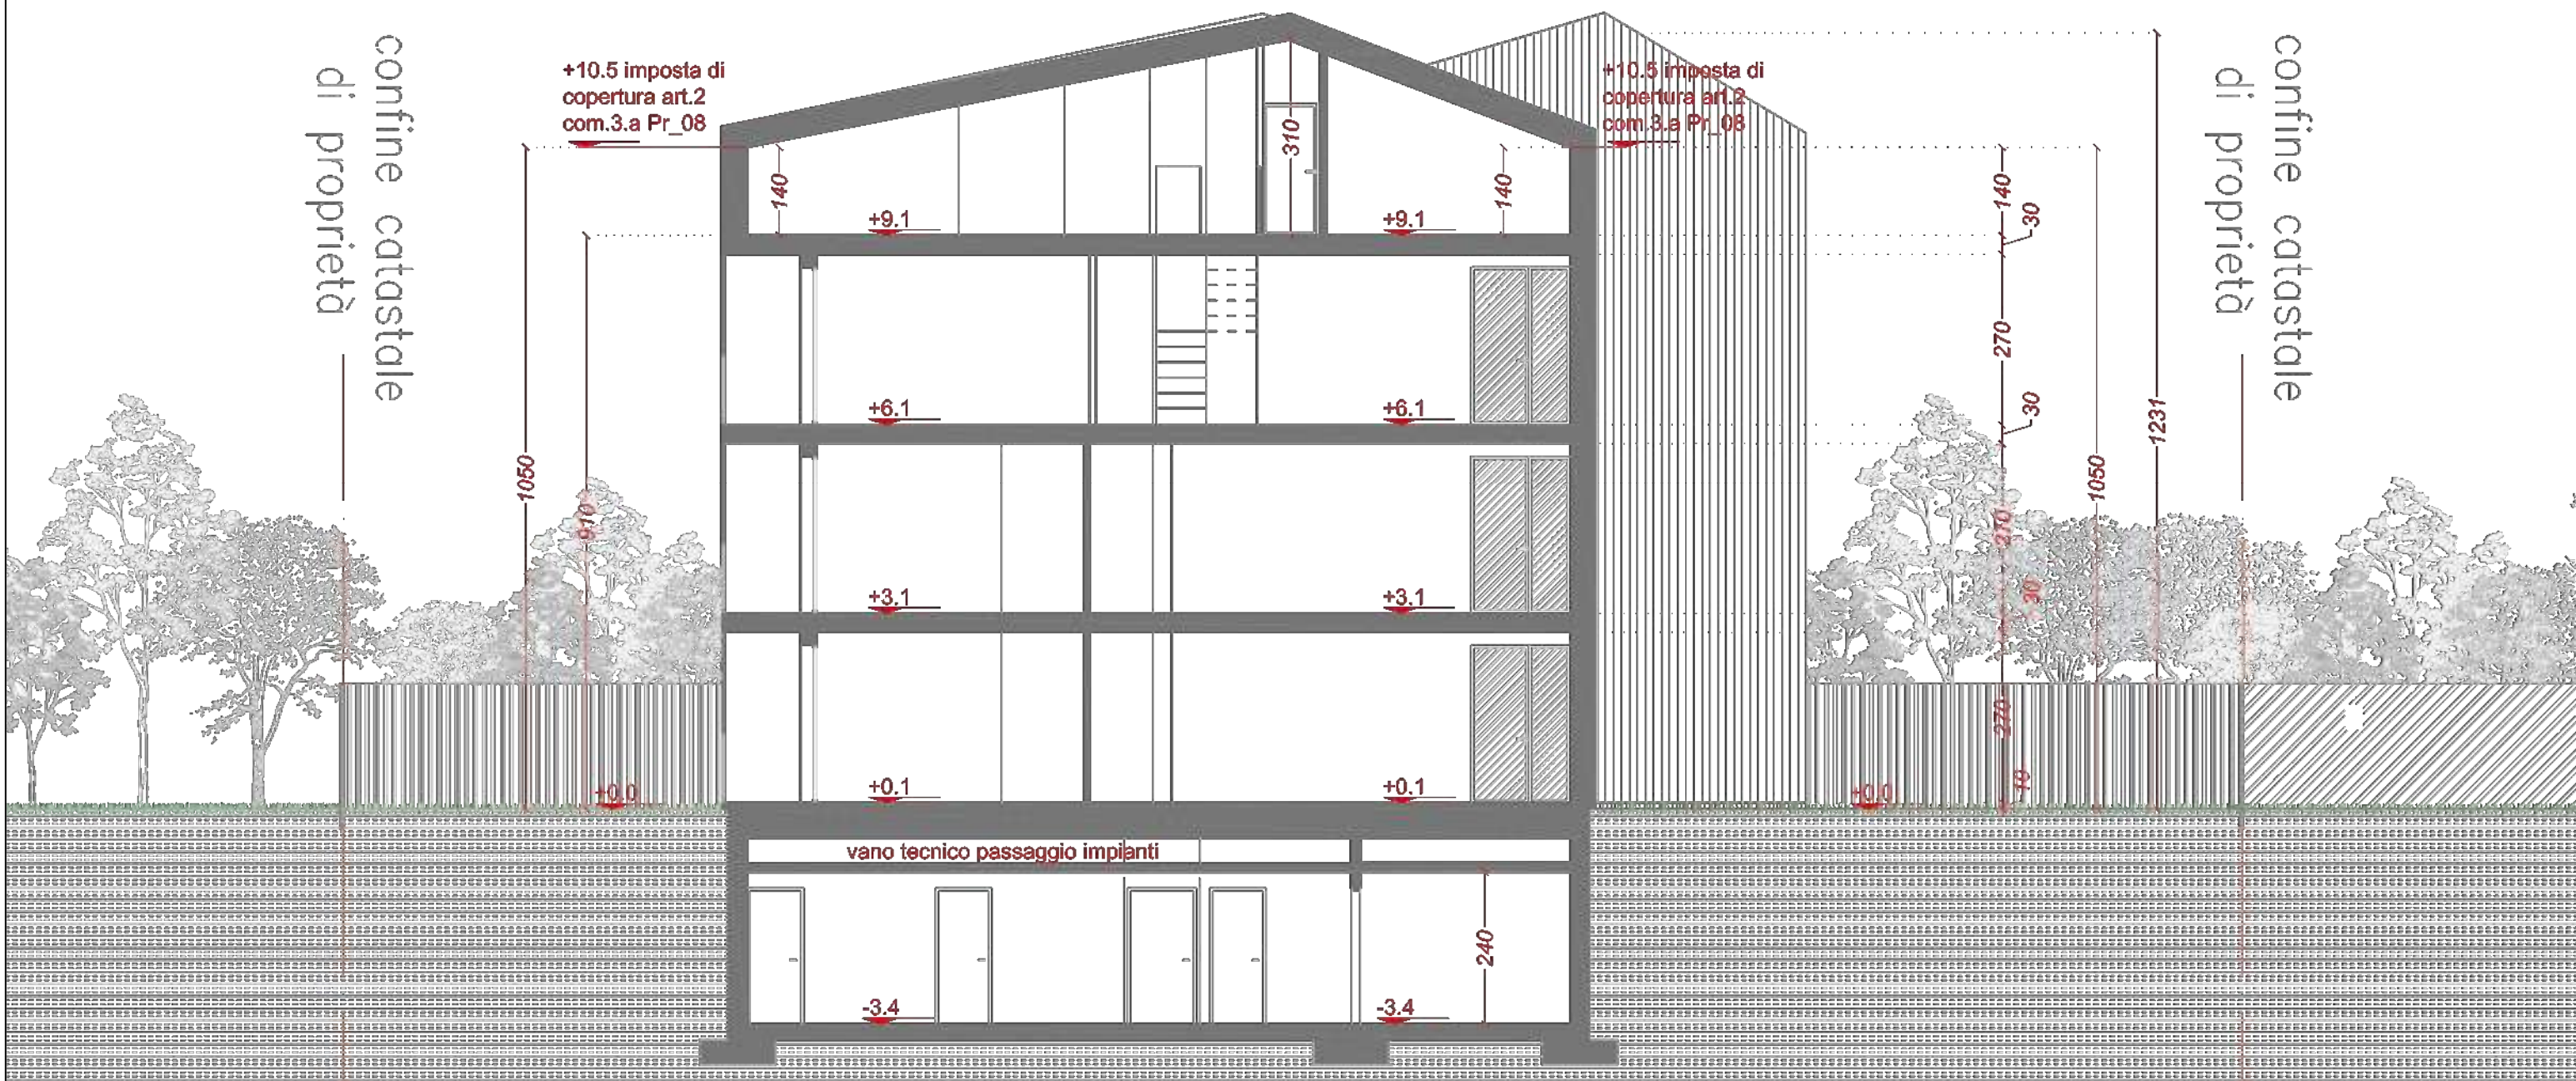 confine catastale
di proprietà
+10.5 imposta di
copertura art.2
com.3.a Pr_08
+10.5 imposta di
copertura art.2
com.3.a Pr_08
confine catastale
di proprietà
310
140
140
140
30
+9.1
+9.1
270
1050
910
+6.1
+6.1
30
1231
1050
+3.1
+3.1
30
270
+0.1
+0.1
+0.0
+0.0
10
vano tecnico passaggio impianti
240
-3.4
-3.4